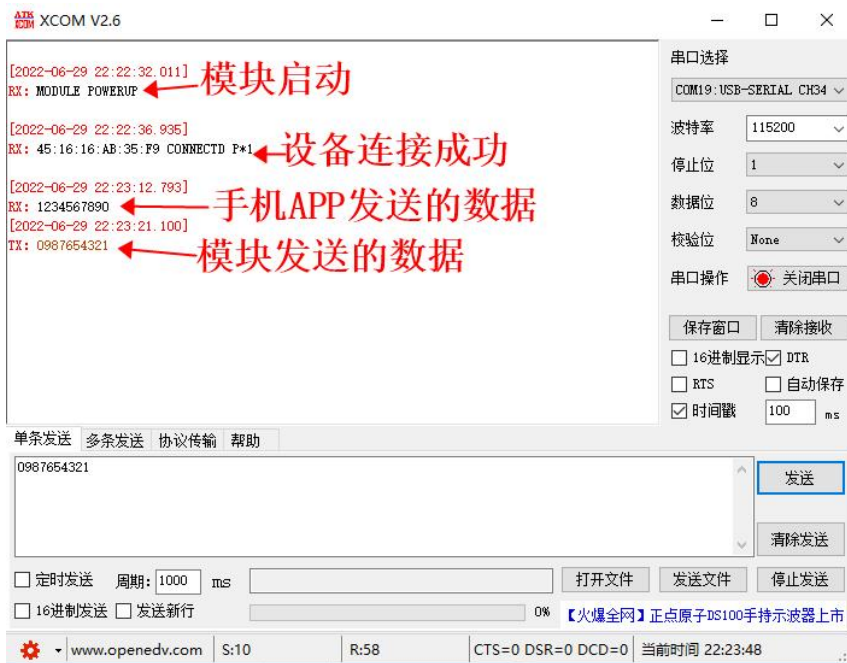 ATK XCOM XCOM V2.6
[2022-06-29 22:22:32.011]
RX: MODULE POWERUP 模块启动
[2022-06-29 22:22:36.935]
RX: 45:16:16:AB:35:F9 CONNECTD P*1 设备连接成功
[2022-06-29 22:23:12.793]
RX: 1234567890 手机APP发送的数据
[2022-06-29 22:23:21.100]
TX: 0987654321 模块发送的数据
串口选择
COM19:USB-SERIAL CH34
波特率 115200
停止位 1
数据位 8
校验位 None
串口操作 关闭串口
保存窗口 清除接收
16进制显示 DTR
RTS 自动保存
时间戳 100 ms
单条发送 多条发送 协议传输 帮助
0987654321
发送
清除发送
定时发送 周期: 1000 ms 打开文件 发送文件 停止发送
16进制发送 发送新行 0% 【火爆全网】正点原子DS100手持示波器上市
www.openedv.com S:10 R:58 CTS=0 DSR=0 DCD=0 当前时间 22:23:48